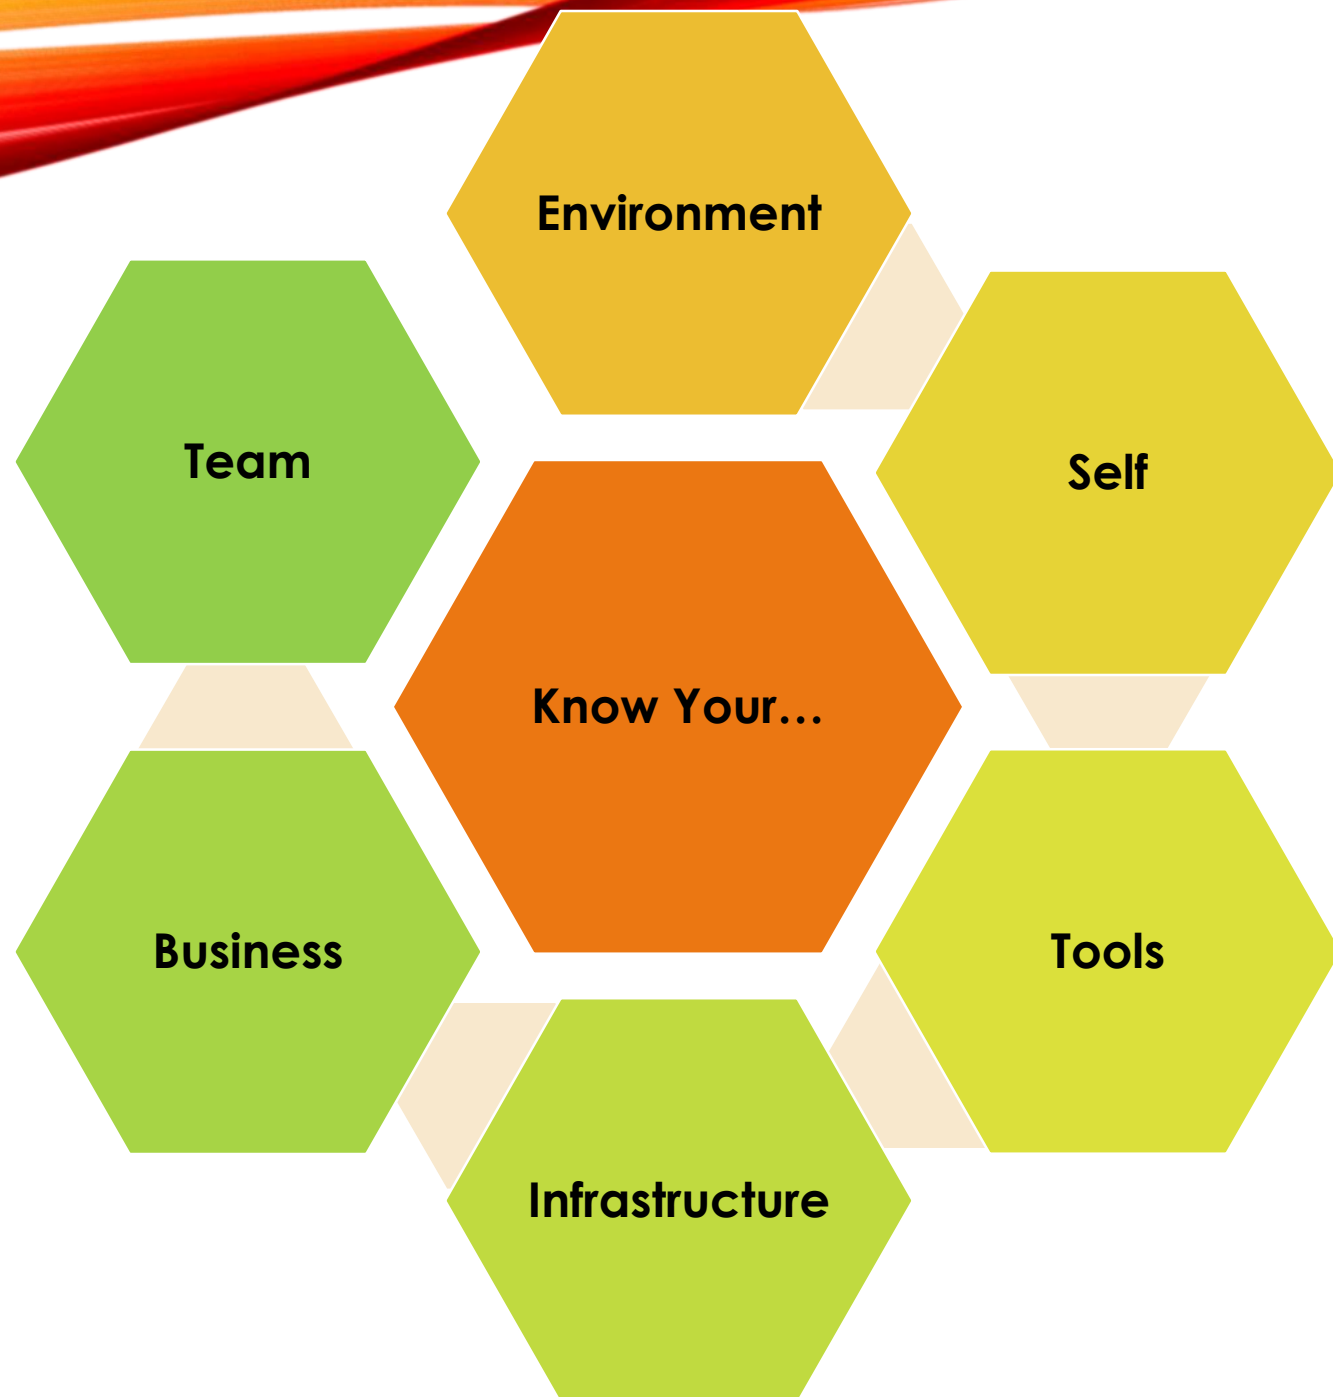 Environment
Team
Self
Know Your…
Business
Tools
Infrastructure